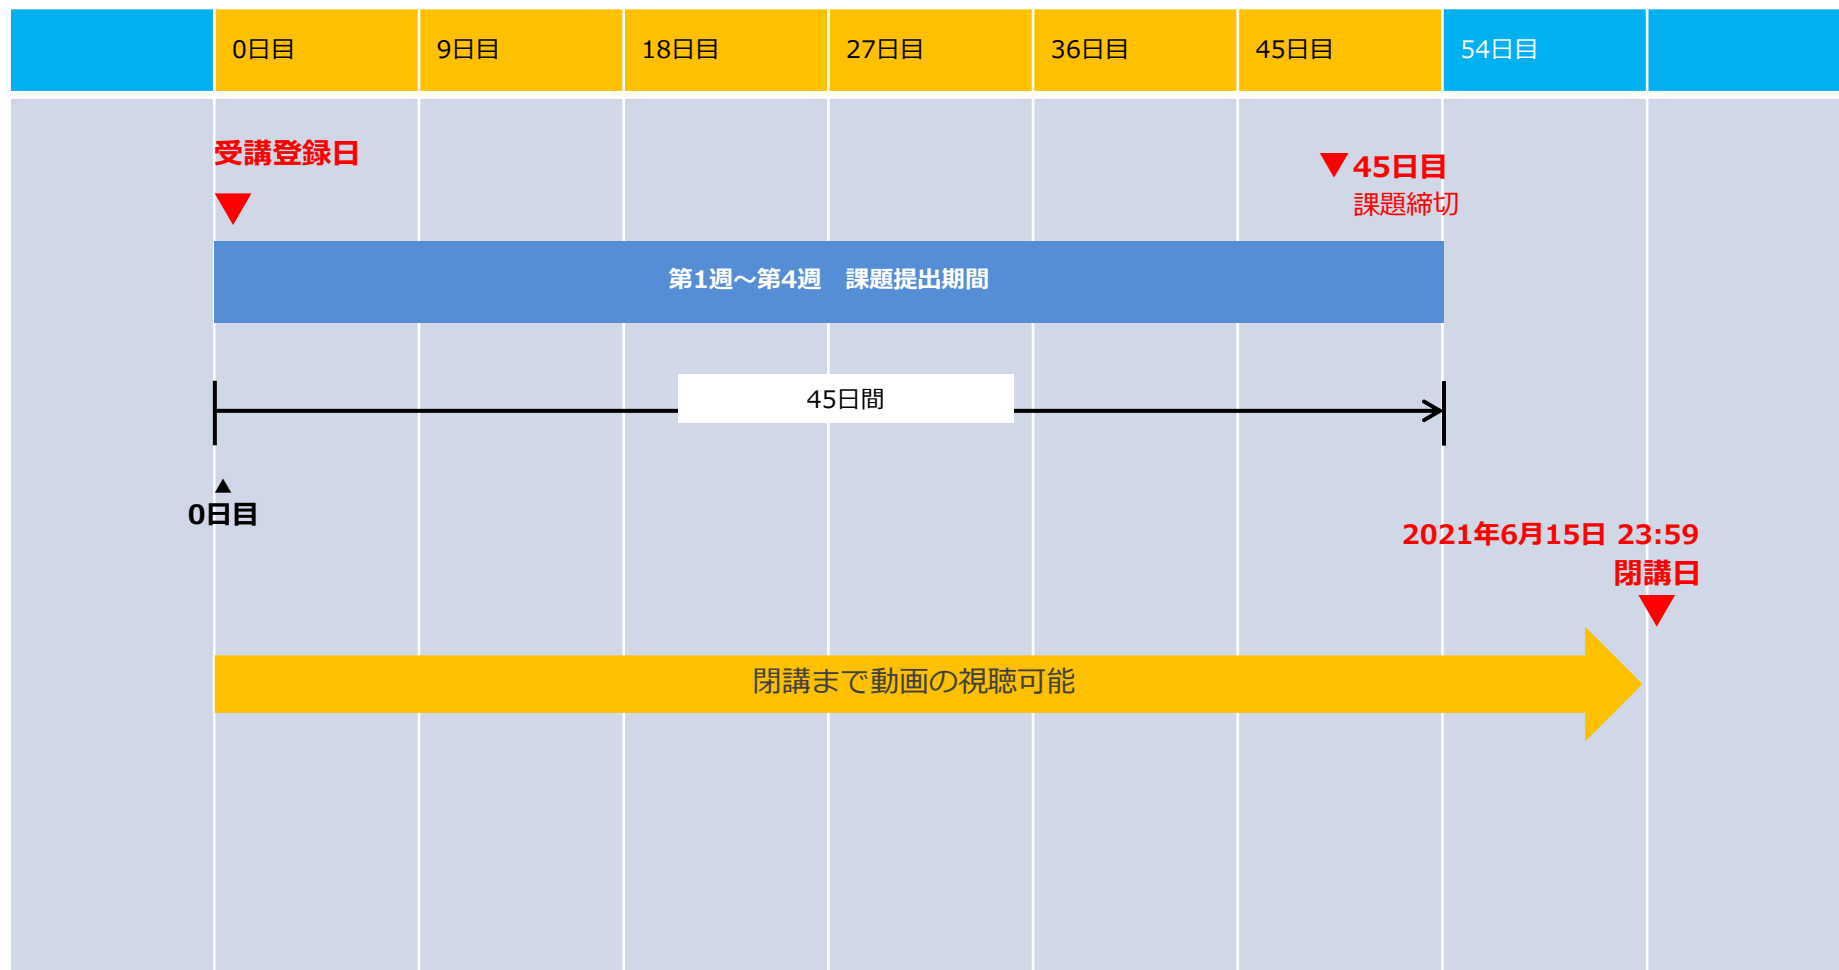 0日目
9日目
18日目
27日目
36日目
45日目
54日目
受講登録日
45日目
課題締切
第1週～第4週　課題提出期間
45日間
0日目
2021年6月15日 23:59
閉講日
閉講まで動画の視聴可能